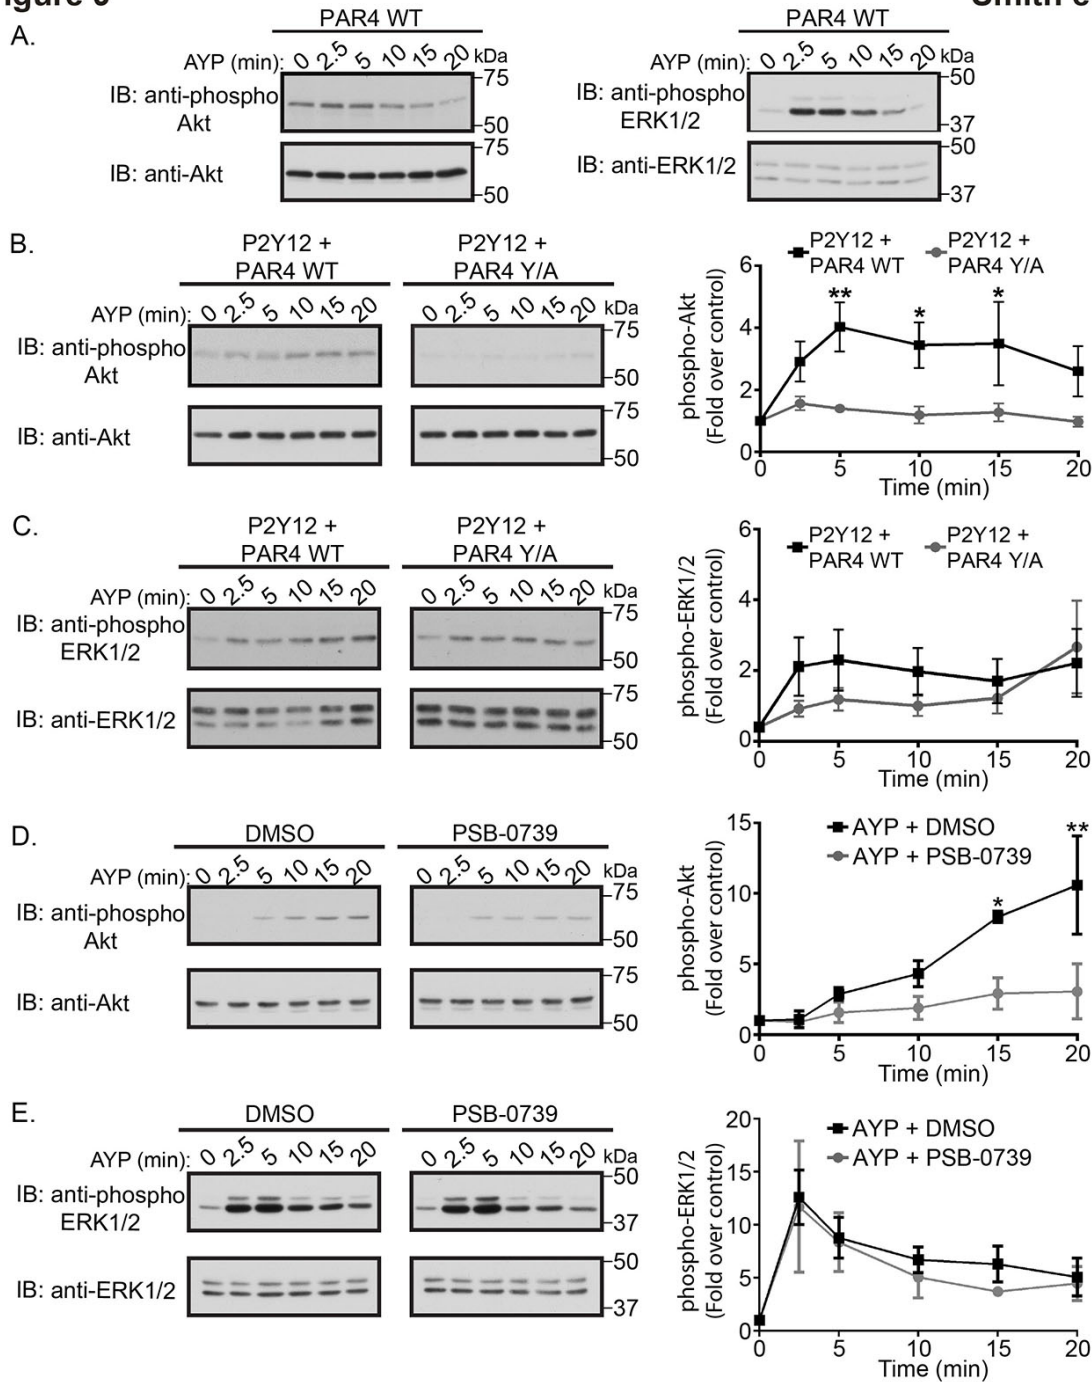 A.
PAR4 WT
AYP (min): 0 2.5 5 10 15 20 kDa
IB: anti-phospho
Akt
75
50
IB: anti-Akt
75
50
PAR4 WT
AYP (min): 0 2.5 5 10 15 20 kDa
IB: anti-phospho
ERK1/2
50
37
IB: anti-ERK1/2
50
37
B.
P2Y12 +
PAR4 WT
P2Y12 +
PAR4 Y/A
AYP (min): 0 2.5 5 10 15 20 0 2.5 5 10 15 20 kDa
IB: anti-phospho
Akt
75
50
IB: anti-Akt
75
50
P2Y12 +
PAR4 WT
P2Y12 +
PAR4 Y/A
phospho-Akt
(Fold over control)
6
4
2
0
** * *
0 5 10 15 20
Time (min)
C.
P2Y12 +
PAR4 WT
P2Y12 +
PAR4 Y/A
AYP (min): 0 2.5 5 10 15 20 0 2.5 5 10 15 20 kDa
IB: anti-phospho
ERK1/2
75
50
IB: anti-ERK1/2
75
50
P2Y12 +
PAR4 WT
P2Y12 +
PAR4 Y/A
phospho-ERK1/2
(Fold over control)
6
4
2
0
0 5 10 15 20
Time (min)
D.
DMSO
PSB-0739
AYP (min): 0 2.5 5 10 15 20 0 2.5 5 10 15 20 kDa
IB: anti-phospho
Akt
75
50
IB: anti-Akt
75
50
AYP + DMSO
AYP + PSB-0739
phospho-Akt
(Fold over control)
15
10
5
0
* **
0 5 10 15 20
Time (min)
E.
DMSO
PSB-0739
AYP (min): 0 2.5 5 10 15 20 0 2.5 5 10 15 20 kDa
IB: anti-phospho
ERK1/2
50
37
IB: anti-ERK1/2
50
37
AYP + DMSO
AYP + PSB-0739
phospho-ERK1/2
(Fold over control)
20
15
10
5
0
0 5 10 15 20
Time (min)